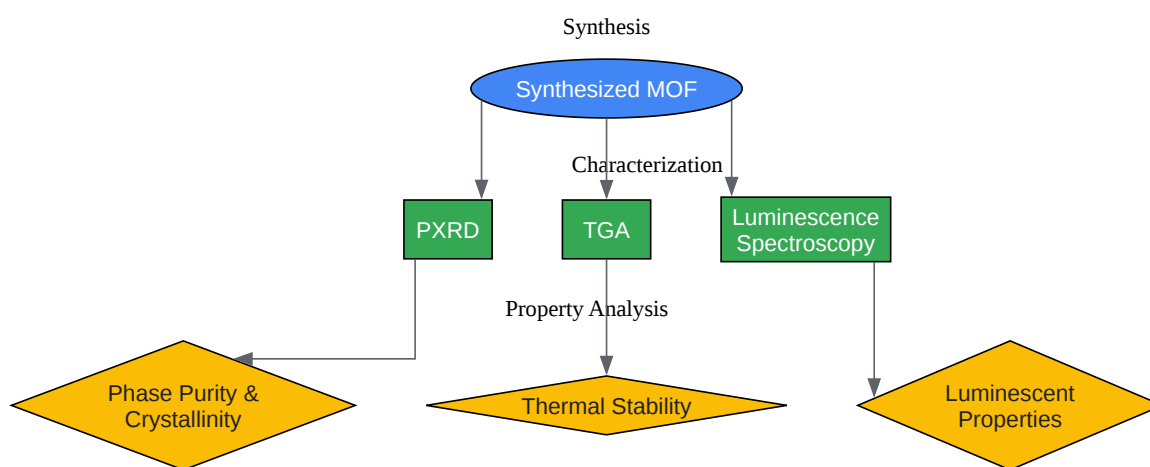 Synthesis
Synthesized MOF
Characterization
PXRD
TGA
Luminescence
Spectroscopy
Property Analysis
Phase Purity &
Crystallinity
Thermal Stability
Luminescent
Properties